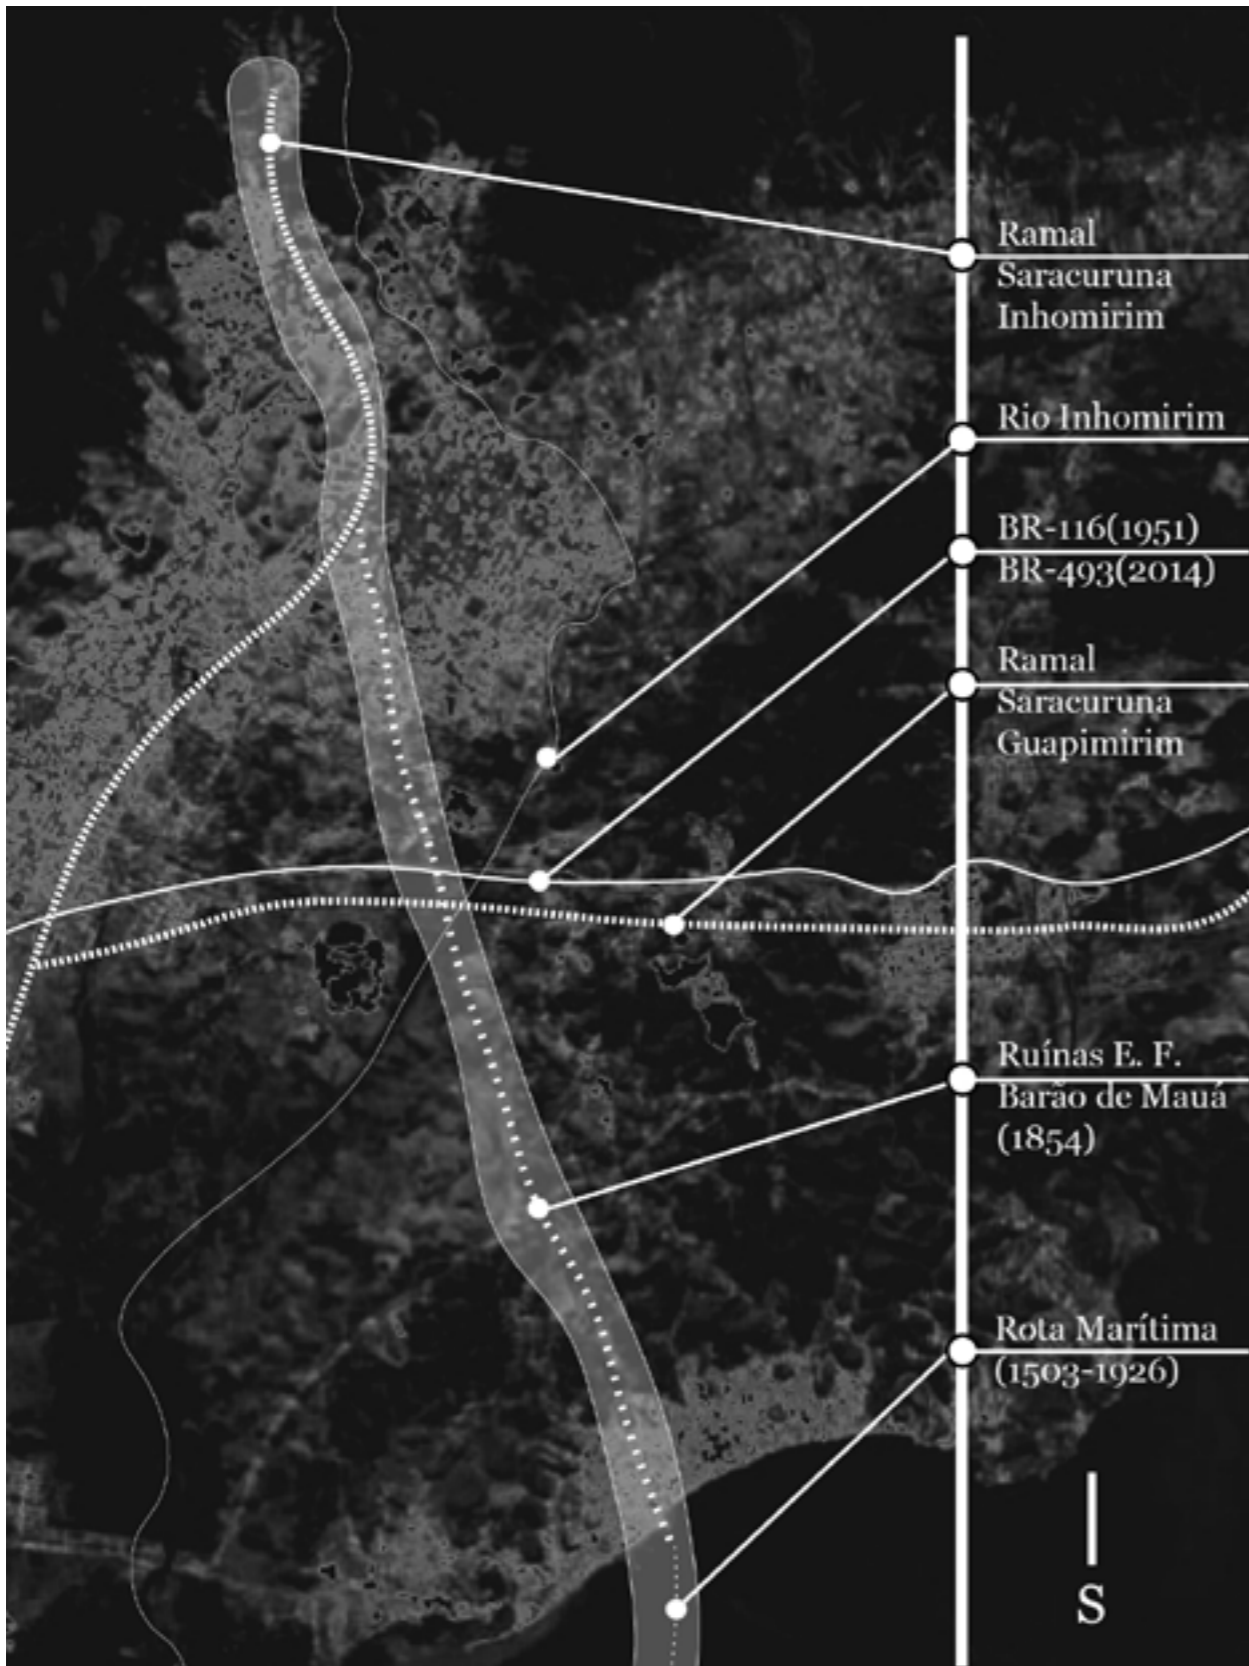 Ramal
Saracuruna
Inhomirim
Rio Inhomirim
BR-116(1951)
BR-493(2014)
Ramal
Saracuruna
Guapimirim
Ruínas E. F.
Barão de Mauá
(1854)
Rota Marítima
(1503-1926)
S